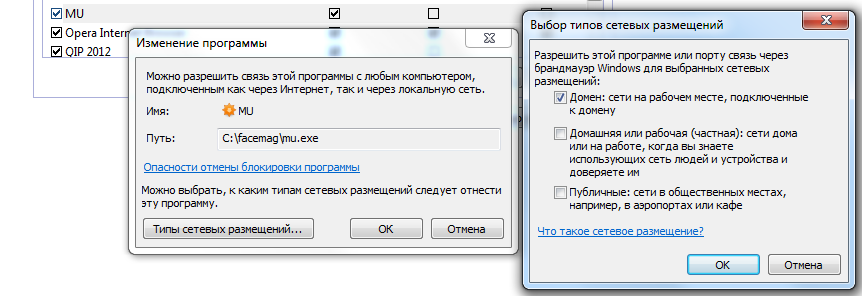 MU
Opera Internet
QIP 2012
Изменение программы
Можно разрешить связь этой программы с любым компьютером,
подключенным как через Интернет, так и через локальную сеть.
Имя: MU
Путь: C:\facemag\mu.exe
Опасности отмены блокировки программы
Можно выбрать, к каким типам сетевых размещений следует отнести
эту программу.
Типы сетевых размещений...
ОК
Отмена
Выбор типов сетевых размещений
Разрешить этой программе или порту связь через
брандмауэр Windows для выбранных сетевых
размещений:
Домен: сети на рабочем месте, подключенные
к домену
Домашняя или рабочая (частная): сети дома
или на работе, когда вы знаете
использующих сеть людей и устройства и
доверяете им
Публичные: сети в общественных местах,
например, в аэропортах или кафе
Что такое сетевое размещение?
ОК
Отмена